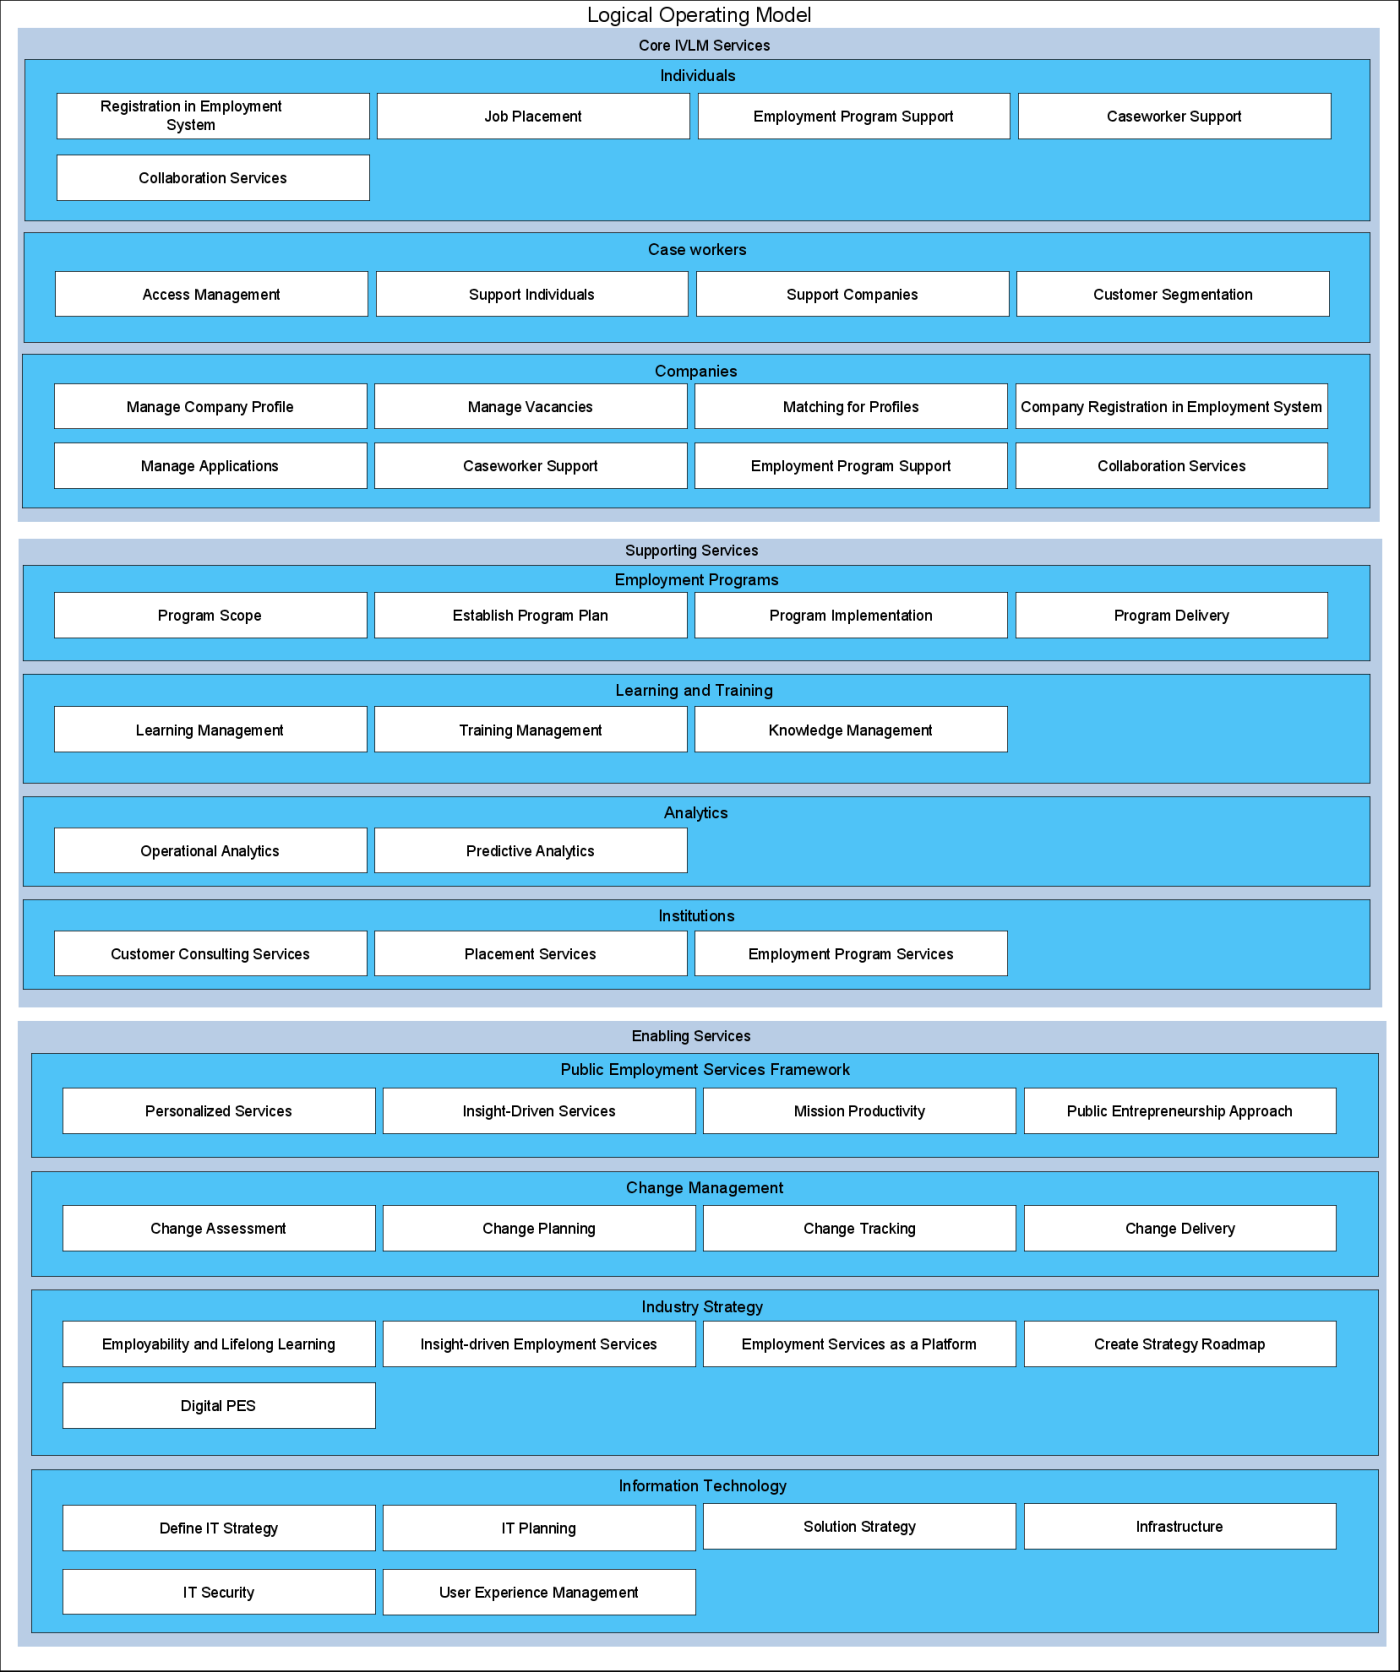 Logical Operating Model
Core IVLM Services
Individuals
Registration in Employment
System
Job Placement
Employment Program Support
Caseworker Support
Collaboration Services
Case workers
Access Management
Support Individuals
Support Companies
Customer Segmentation
Companies
Manage Company Profile
Manage Vacancies
Matching for Profiles
Company Registration in Employment System
Manage Applications
Caseworker Support
Employment Program Support
Collaboration Services
Supporting Services
Employment Programs
Program Scope
Establish Program Plan
Program Implementation
Program Delivery
Learning and Training
Learning Management
Training Management
Knowledge Management
Analytics
Operational Analytics
Predictive Analytics
Institutions
Customer Consulting Services
Placement Services
Employment Program Services
Enabling Services
Public Employment Services Framework
Personalized Services
Insight-Driven Services
Mission Productivity
Public Entrepreneurship Approach
Change Management
Change Assessment
Change Planning
Change Tracking
Change Delivery
Industry Strategy
Employability and Lifelong Learning
Insight-driven Employment Services
Employment Services as a Platform
Create Strategy Roadmap
Digital PES
Information Technology
Define IT Strategy
IT Planning
Solution Strategy
Infrastructure
IT Security
User Experience Management